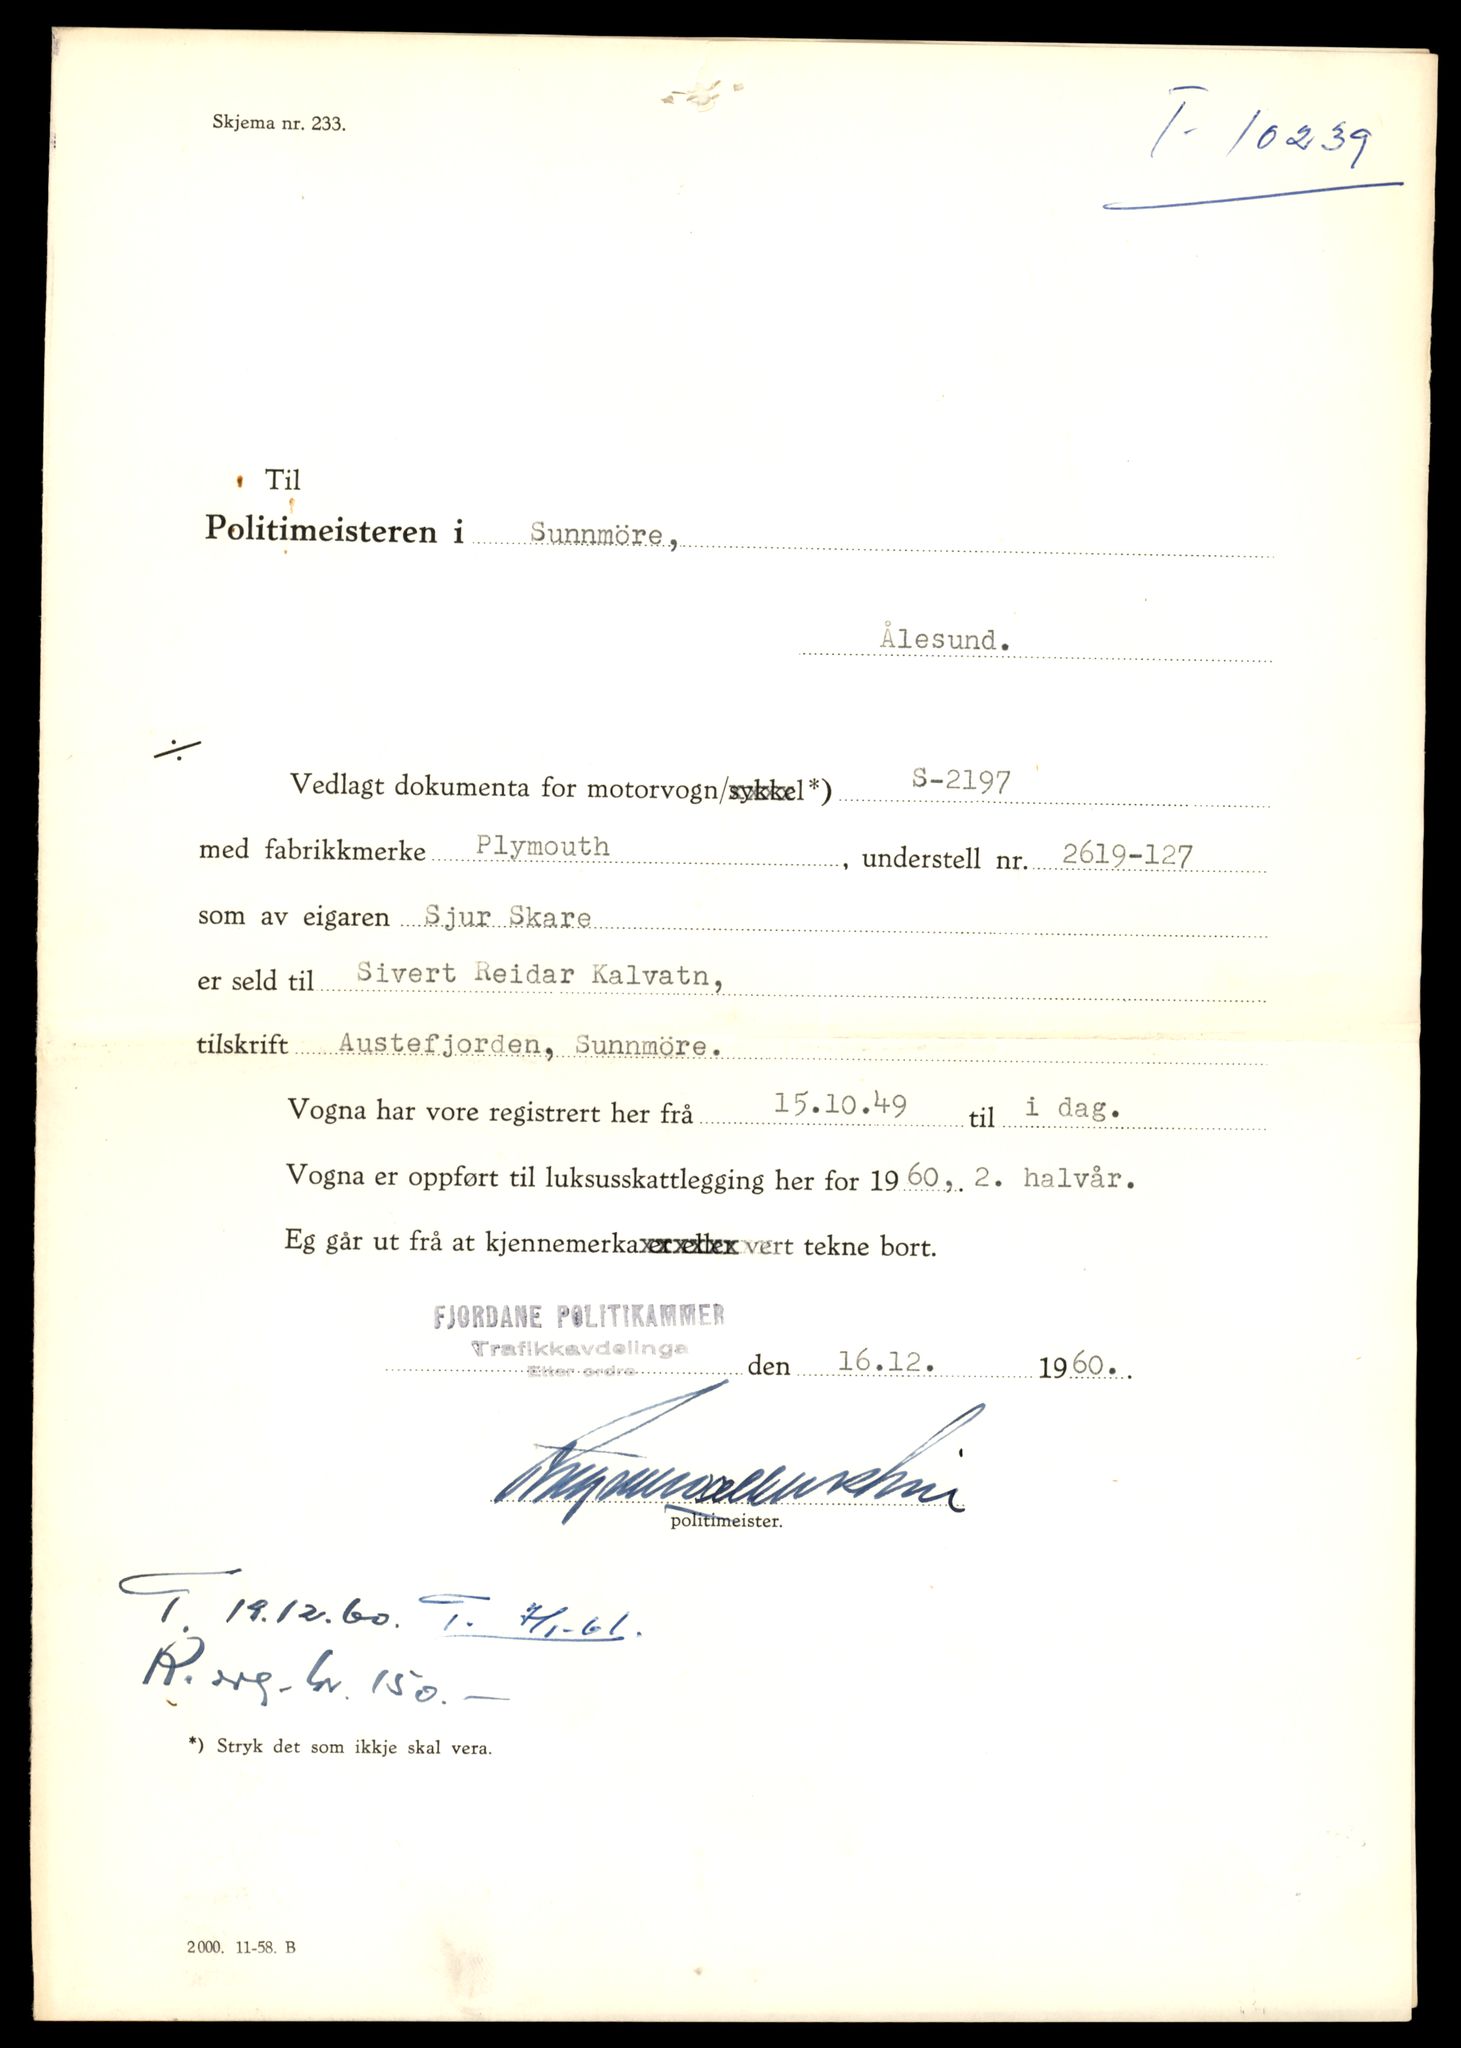 Skjema nr. 233.
T- 10239
Til
Politimeisteren i Sunnmöre,
Ålesund.
÷
Vedlagt dokumenta for motorvogn/sykkel*) S-2197
med fabrikkmerke Plymouth, understell nr. 2619-127
som av eigaren Sjur Skare
er seld til Sivert Reidar Kalvatn,
tilskrift Austefjorden, Sunnmöre.
Vogna har vore registrert her frå 15.10.49 til i dag.
Vogna er oppført til luksusskattlegging her for 1960, 2. halvår.
Eg går ut frå at kjennemerka er eller vert tekne bort.
FJORDANE POLITIKAMMER
Trafikkavdelinga
Etter ordre
den 16.12. 1960.
politimeister.
T. 19.12.60. T. 7/1-61.
R. org. kr. 150.—
*) Stryk det som ikkje skal vera.
2000. 11-58. B